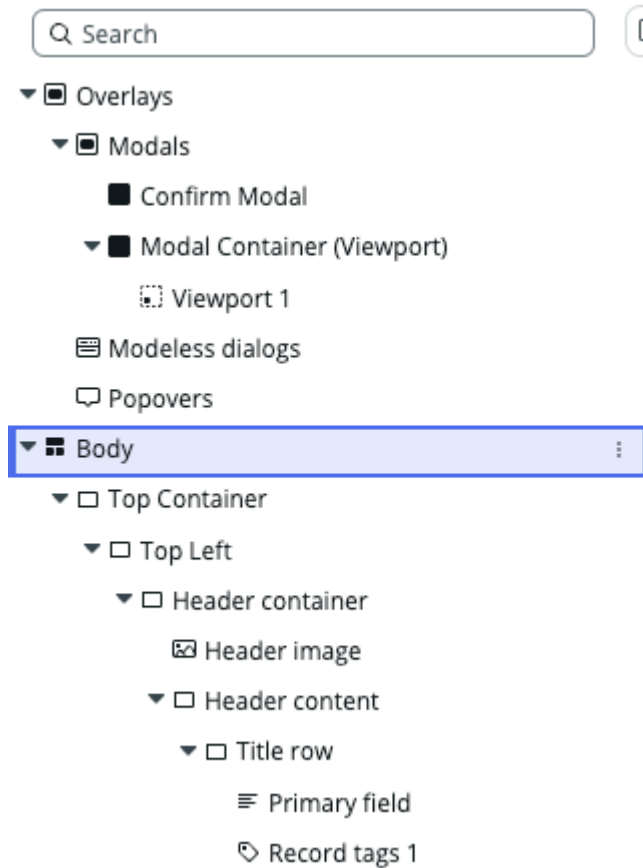 Search
Overlays
Modals
Confirm Modal
Modal Container (Viewport)
Viewport 1
Modeless dialogs
Popovers
Body
Top Container
Top Left
Header container
Header image
Header content
Title row
Primary field
Record tags 1